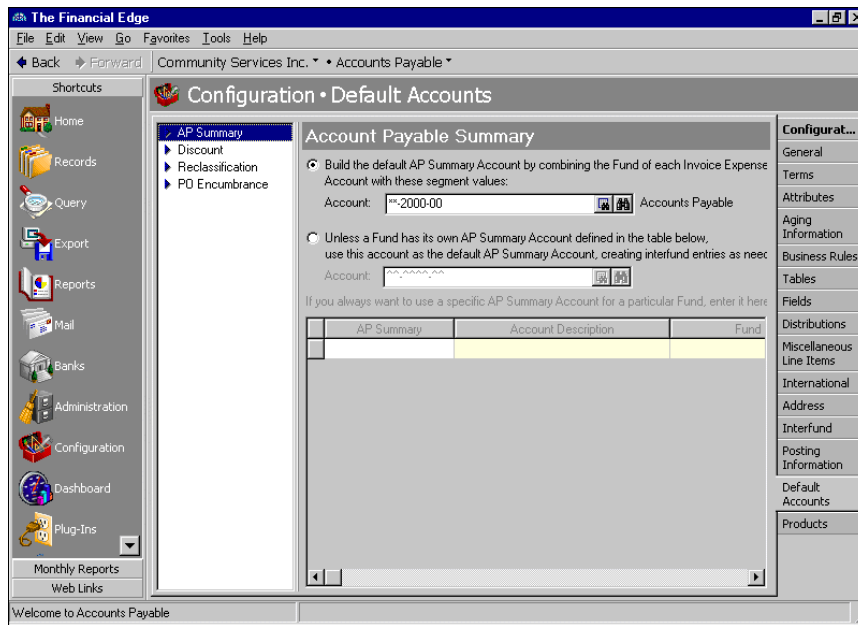 The Financial Edge
File Edit View Go Favorites Tools Help
Back Forward Community Services Inc. • Accounts Payable
Shortcuts
Home
Records
Query
Export
Reports
Mail
Banks
Administration
Configuration
Dashboard
Plug-Ins
Monthly Reports
Web Links
Configuration • Default Accounts
AP Summary
Discount
Reclassification
PO Encumbrance
Account Payable Summary
Build the default AP Summary Account by combining the Fund of each Invoice Expense
Account with these segment values:
Account: **-2000-00 Accounts Payable
Unless a Fund has its own AP Summary Account defined in the table below,
use this account as the default AP Summary Account, creating interfund entries as need
Account: ^^-^^^^-^^
If you always want to use a specific AP Summary Account for a particular Fund, enter it here
AP Summary Account Description Fund
Configurat...
General
Terms
Attributes
Aging
Information
Business Rules
Tables
Fields
Distributions
Miscellaneous
Line Items
International
Address
Interfund
Posting
Information
Default
Accounts
Products
Welcome to Accounts Payable